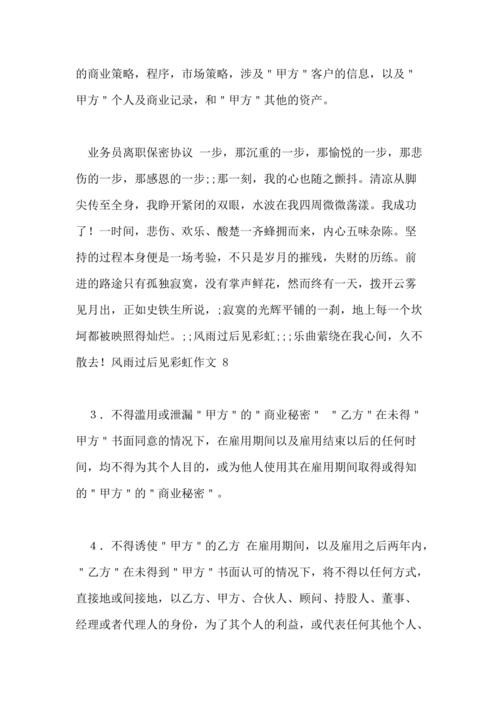 的商业策略，程序，市场策略，涉及＂甲方＂客户的信息，以及＂
甲方＂个人及商业记录，和＂甲方＂其他的资产。
业务员离职保密协议 一步，那沉重的一步，那愉悦的一步，那悲
伤的一步，那感恩的一步;;那一刻，我的心也随之颤抖。清凉从脚
尖传至全身，我睁开紧闭的双眼，水波在我四周微微荡漾。我成功
了！一时间，悲伤、欢乐、酸楚一齐蜂拥而来，内心五味杂陈。坚
持的过程本身便是一场考验，不只是岁月的摧残，失财的历练。前
进的路途只有孤独寂寞，没有掌声鲜花，然而终有一天，拨开云雾
见月出，正如史铁生所说，;寂寞的光辉平铺的一刹，地上每一个坎
坷都被映照得灿烂。;;风雨过后见彩虹;;;乐曲萦绕在我心间，久不
散去！风雨过后见彩虹作文 8
３．不得滥用或泄漏＂甲方＂的＂商业秘密＂ ＂乙方＂在未得＂
甲方＂书面同意的情况下，在雇用期间以及雇用结束以后的任何时
间，均不得为其个人目的，或为他人使用其在雇用期间取得或得知
的＂甲方＂的＂商业秘密＂。
４．不得诱使＂甲方＂的乙方 在雇用期间，以及雇用之后两年内，
＂乙方＂在未得到＂甲方＂书面认可的情况下，将不得以任何方式，
直接地或间接地，以乙方、甲方、合伙人、顾问、持股人、董事、
经理或者代理人的身份，为了其个人的利益，或代表任何其他个人、